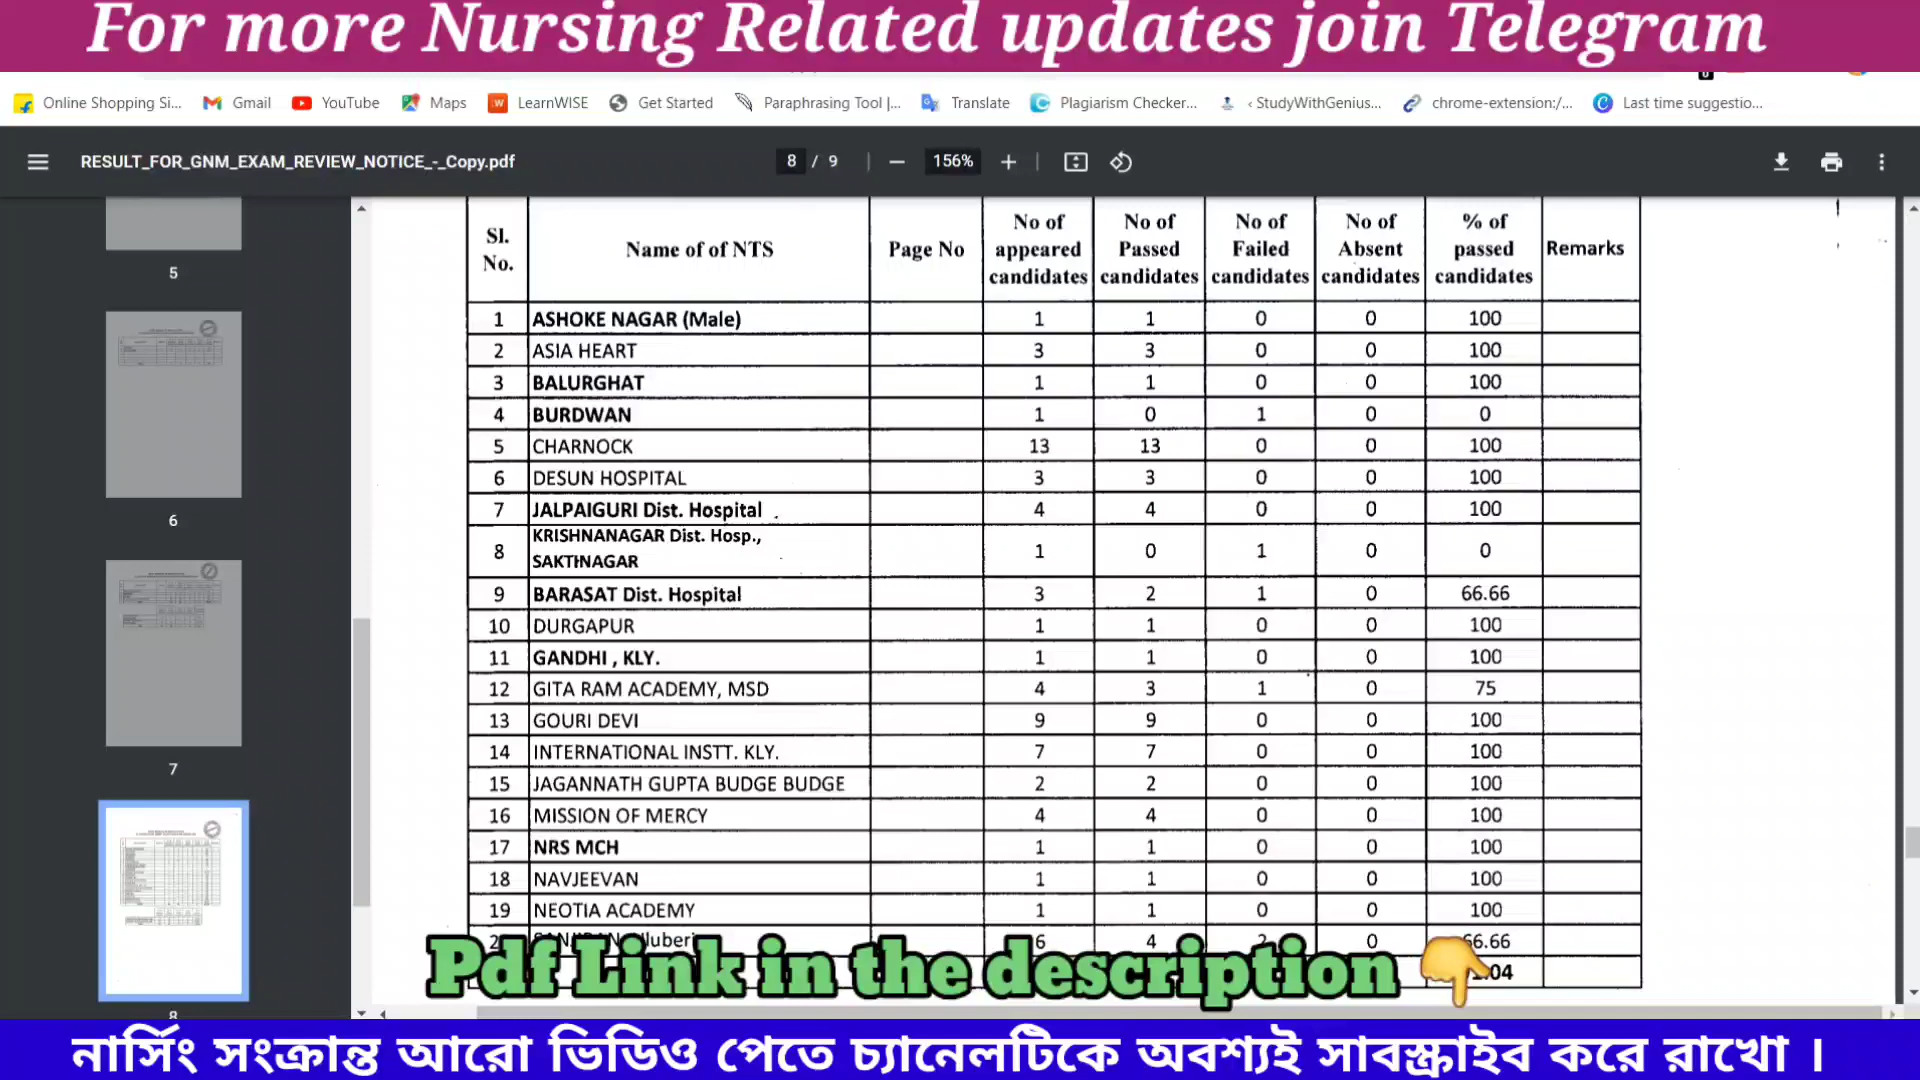 For more Nursing Related updates join Telegram
Online Shopping Si... Gmail YouTube Maps LearnWISE Get Started Paraphrasing Tool |... Translate Plagiarism Checker... ‹ StudyWithGenius... chrome-extension:/... Last time suggestio...
RESULT_FOR_GNM_EXAM_REVIEW_NOTICE_-_Copy.pdf 8 / 9 156%
5
6
7
8
Sl. No. Name of of NTS Page No No of appeared candidates No of Passed candidates No of Failed candidates No of Absent candidates % of passed candidates Remarks
1 ASHOKE NAGAR (Male) 1 1 0 0 100
2 ASIA HEART 3 3 0 0 100
3 BALURGHAT 1 1 0 0 100
4 BURDWAN 1 0 1 0 0
5 CHARNOCK 13 13 0 0 100
6 DESUN HOSPITAL 3 3 0 0 100
7 JALPAIGURI Dist. Hospital 4 4 0 0 100
8 KRISHNANAGAR Dist. Hosp., SAKTINAGAR 1 0 1 0 0
9 BARASAT Dist. Hospital 3 2 1 0 66.66
10 DURGAPUR 1 1 0 0 100
11 GANDHI , KLY. 1 1 0 0 100
12 GITA RAM ACADEMY, MSD 4 3 1 0 75
13 GOURI DEVI 9 9 0 0 100
14 INTERNATIONAL INSTT. KLY. 7 7 0 0 100
15 JAGANNATH GUPTA BUDGE BUDGE 2 2 0 0 100
16 MISSION OF MERCY 4 4 0 0 100
17 NRS MCH 1 1 0 0 100
18 NAVJEEVAN 1 1 0 0 100
19 NEOTIA ACADEMY 1 1 0 0 100
6 4 2 0 66.66
Pdf Link in the description
নার্সিং সংক্রান্ত আরো ভিডিও পেতে চ্যানেলটিকে অবশ্যই সাবস্ক্রাইব করে রাখো ।